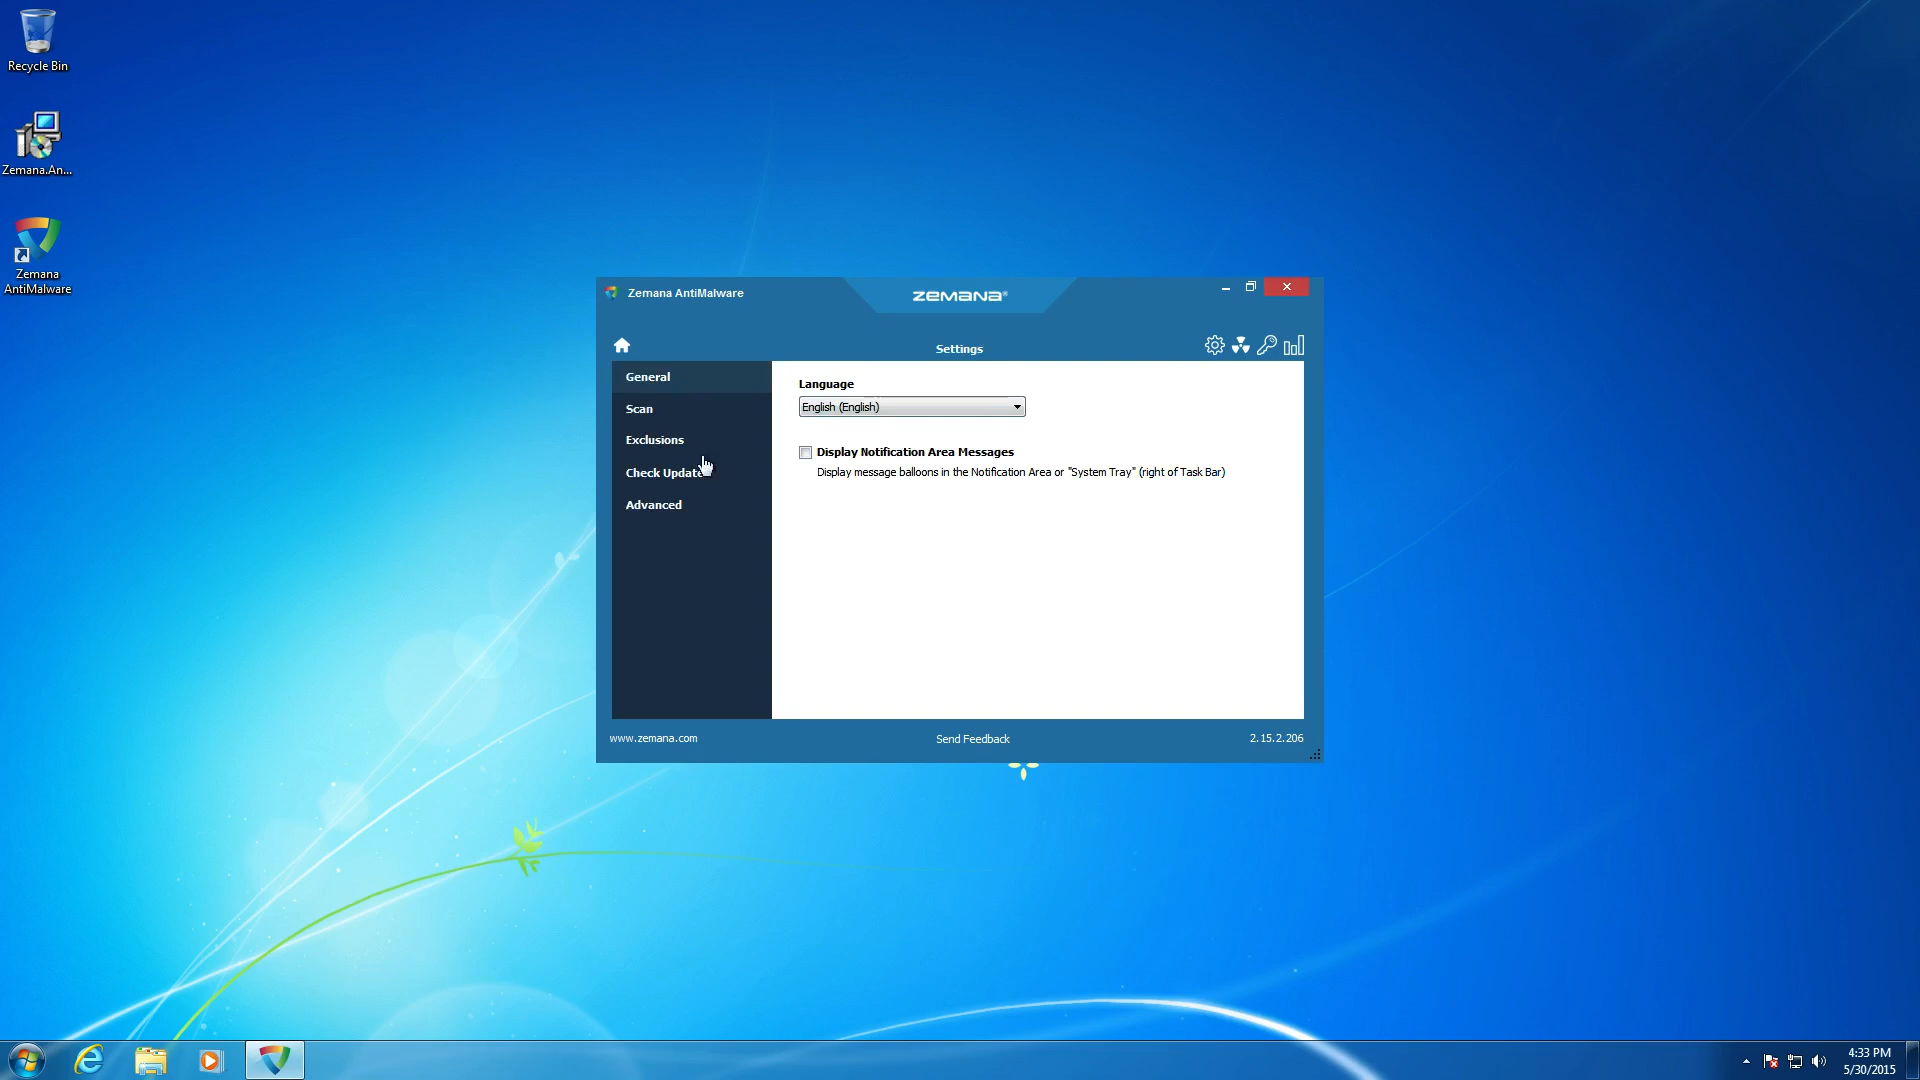 Recycle Bin
Zemana.An...
Zemana
AntiMalware
Zemana AntiMalware
ZEMANA®
Settings
General
Scan
Exclusions
Check Update
Advanced
Language
English (English)
Display Notification Area Messages
Display message balloons in the Notification Area or "System Tray" (right of Task Bar)
www.zemana.com
Send Feedback
2.15.2.206
4:33 PM
5/30/2015